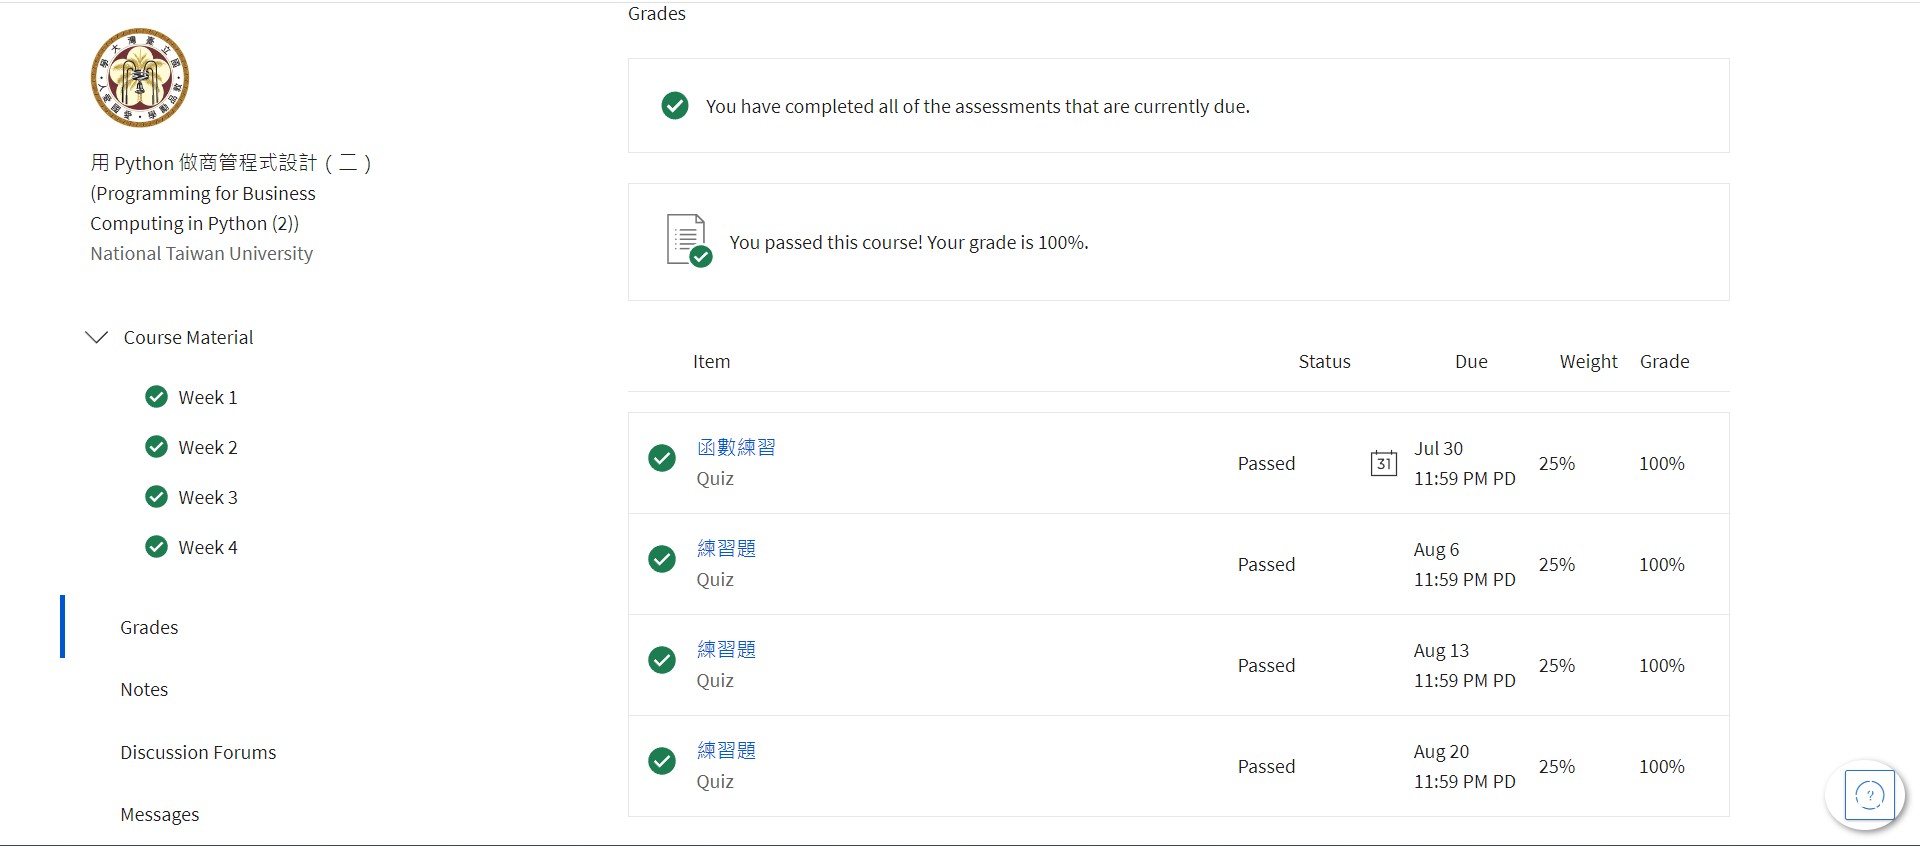 用 Python 做商管程式設計（二）
(Programming for Business
Computing in Python (2))
National Taiwan University
Course Material
Week 1
Week 2
Week 3
Week 4
Grades
Notes
Discussion Forums
Messages
Grades
You have completed all of the assessments that are currently due.
You passed this course! Your grade is 100%.
Item Status Due Weight Grade
函數練習
Quiz
Passed
31
Jul 30
11:59 PM PD
25%
100%
練習題
Quiz
Passed
Aug 6
11:59 PM PD
25%
100%
練習題
Quiz
Passed
Aug 13
11:59 PM PD
25%
100%
練習題
Quiz
Passed
Aug 20
11:59 PM PD
25%
100%
?